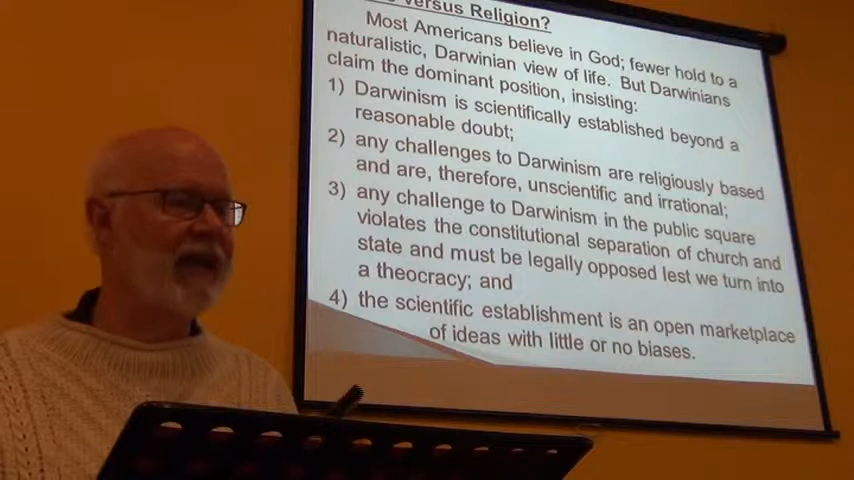 versus Religion?
Most Americans believe in God; fewer hold to a
naturalistic, Darwinian view of life. But Darwinians
claim the dominant position, insisting:
1) Darwinism is scientifically established beyond a
reasonable doubt;
2) any challenges to Darwinism are religiously based
and are, therefore, unscientific and irrational;
3) any challenge to Darwinism in the public square
violates the constitutional separation of church and
state and must be legally opposed lest we turn into
a theocracy; and
4) the scientific establishment is an open marketplace
of ideas with little or no biases.